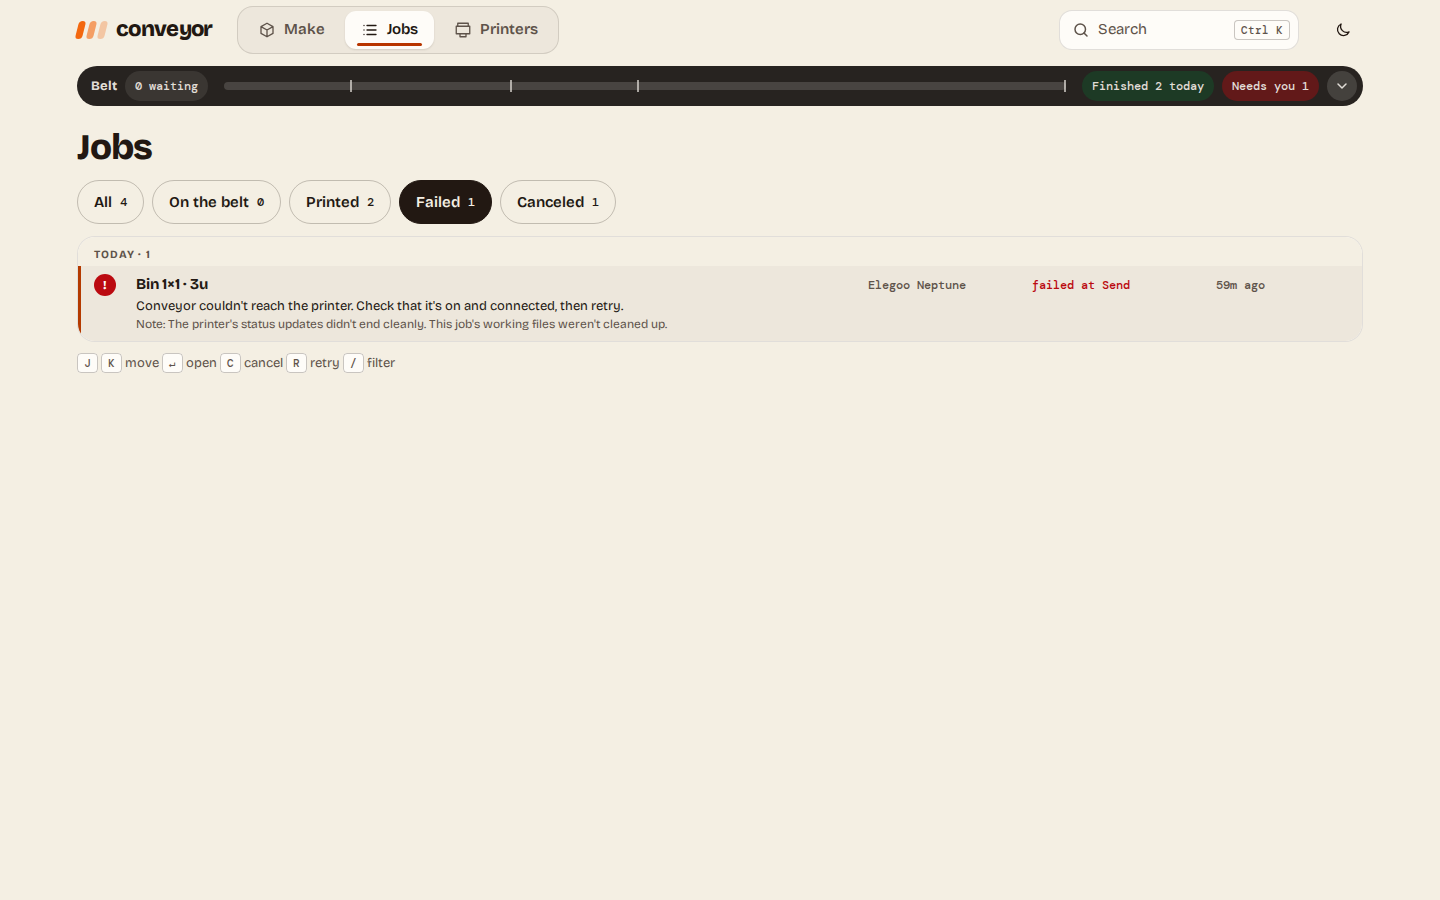 conveyor
Make
Jobs
Printers
Search
Ctrl K
Belt
0 waiting
Finished 2 today
Needs you 1
Jobs
All 4
On the belt 0
Printed 2
Failed 1
Canceled 1
TODAY · 1
! Bin 1×1 · 3u
Elegoo Neptune
failed at Send
59m ago
Conveyor couldn't reach the printer. Check that it's on and connected, then retry.
Note: The printer's status updates didn't end cleanly. This job's working files weren't cleaned up.
J K move ↵ open C cancel R retry / filter